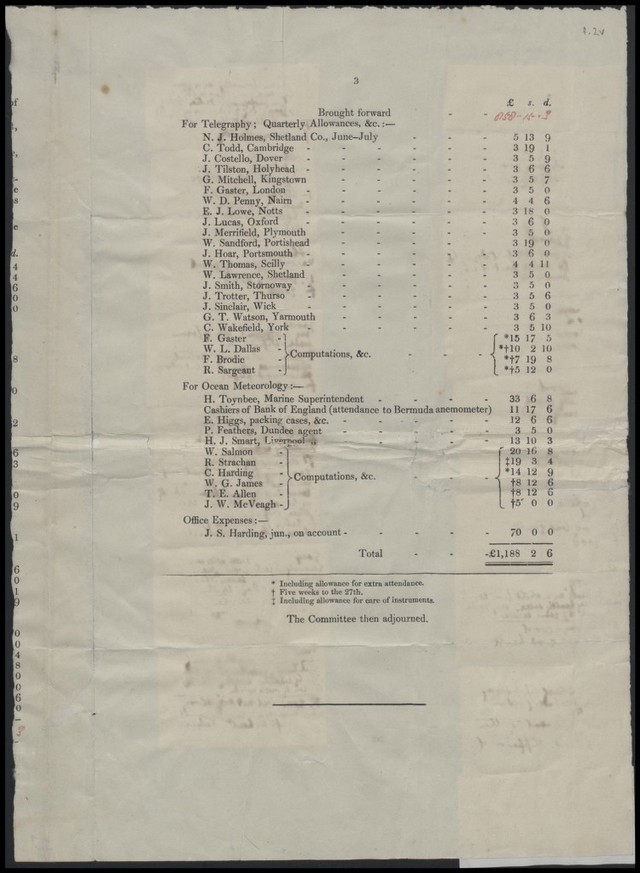 3
£ s. d.
Brought forward - -
For Telegraphy; Quarterly Allowances, &c.:—
N. J. Holmes, Shetland Co., June–July - - - 5 13 9
C. Todd, Cambridge - - - - - 3 19 1
J. Costello, Dover - - - - - 3 5 9
J. Tilston, Holyhead - - - - - 3 6 6
G. Mitchell, Kingstown - - - - 3 5 7
F. Gaster, London - - - - - 3 5 0
W. D. Penny, Nairn - - - - - 4 4 6
E. J. Lowe, Notts - - - - - 3 18 0
J. Lucas, Oxford - - - - - 3 6 0
J. Merrifield, Plymouth - - - - 3 5 0
W. Sandford, Portishead - - - - 3 19 0
J. Hoar, Portsmouth - - - - - 3 6 0
W. Thomas, Scilly - - - - - 4 4 11
W. Lawrence, Shetland - - - - 3 5 0
J. Smith, Stornoway - - - - - 3 5 0
J. Trotter, Thurso - - - - - 3 5 6
J. Sinclair, Wick - - - - - 3 5 0
G. T. Watson, Yarmouth - - - - 3 6 3
C. Wakefield, York - - - - - 3 5 10
F. Gaster - *15 17 5
W. L. Dallas - *†10 2 10
Computations, &c. - - -
F. Brodie - *†7 19 8
R. Sargeant - *†5 12 0
For Ocean Meteorology:—
H. Toynbee, Marine Superintendent - - - - 33 6 8
Cashiers of Bank of England (attendance to Bermuda anemometer) 11 17 6
E. Higgs, packing cases, &c. - - - - 12 6 6
P. Feathers, Dundee agent - - - - 3 5 0
H. J. Smart, Liverpool „ - - - - 13 10 3
W. Salmon - 20 16 8
R. Strachan - ‡19 3 4
C. Harding - *14 12 9
Computations, &c. - -
W. G. James - †8 12 6
T. E. Allen - †8 12 6
J. W. McVeagh - †5 0 0
Office Expenses:—
J. S. Harding, jun., on account - - - - - 70 0 0
Total - - -£1,188 2 6
* Including allowance for extra attendance.
† Five weeks to the 27th.
‡ Including allowance for care of instruments.
The Committee then adjourned.